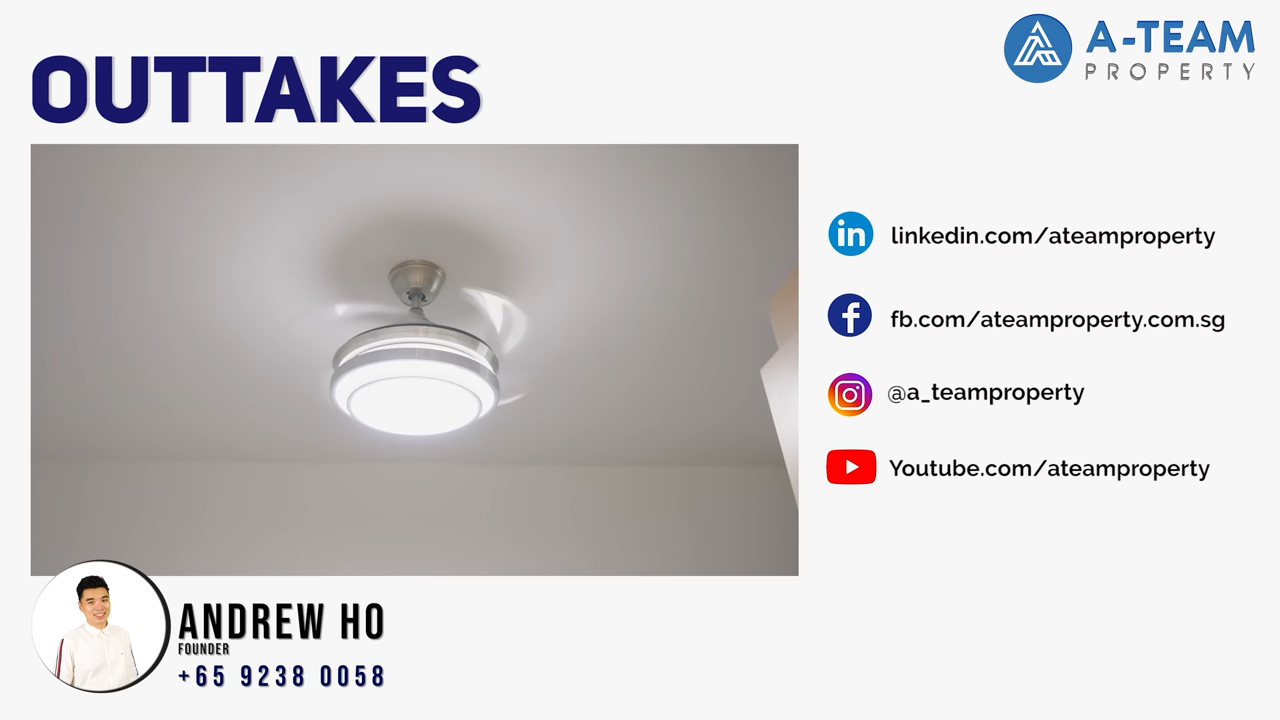 OUTTAKES
A-TEAM
PROPERTY
linkedin.com/ateamproperty
fb.com/ateamproperty.com.sg
@a_teamproperty
Youtube.com/ateamproperty
ANDREW HO
FOUNDER
+65 9238 0058